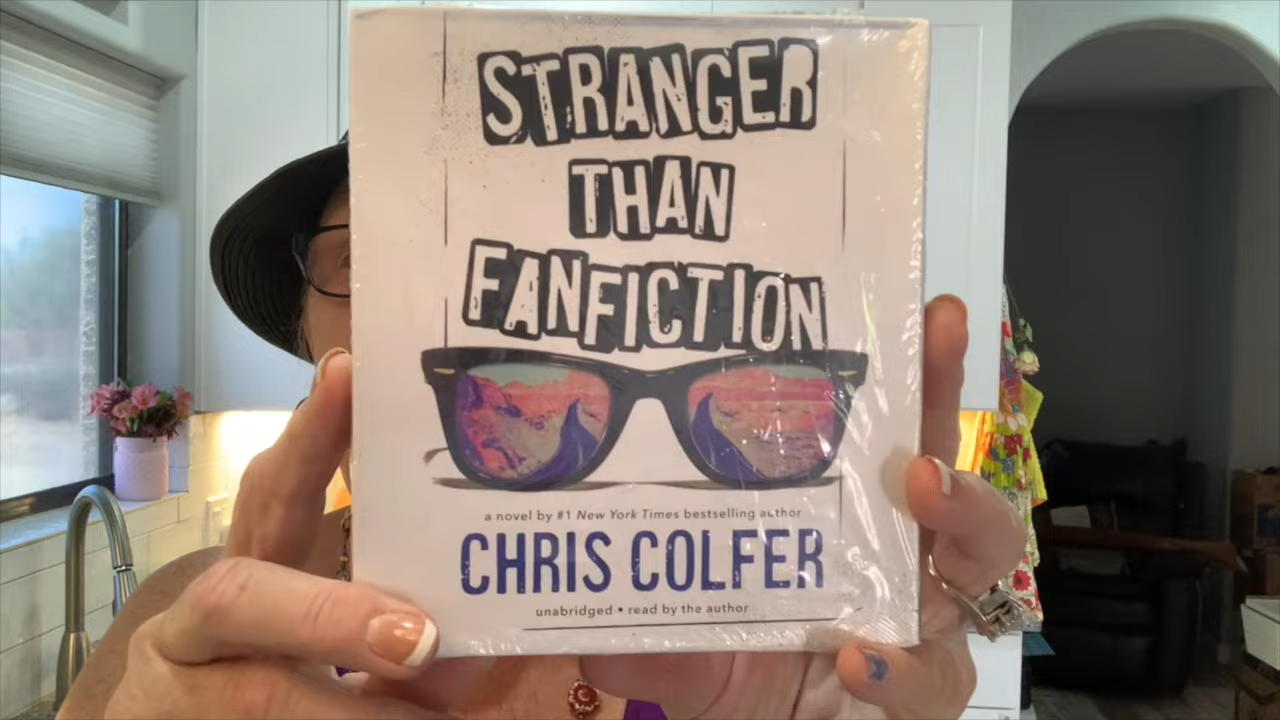 STRANGER
THAN
FANFICTION
a novel by #1 New York Times bestselling author
CHRIS COLFER
unabridged • read by the author